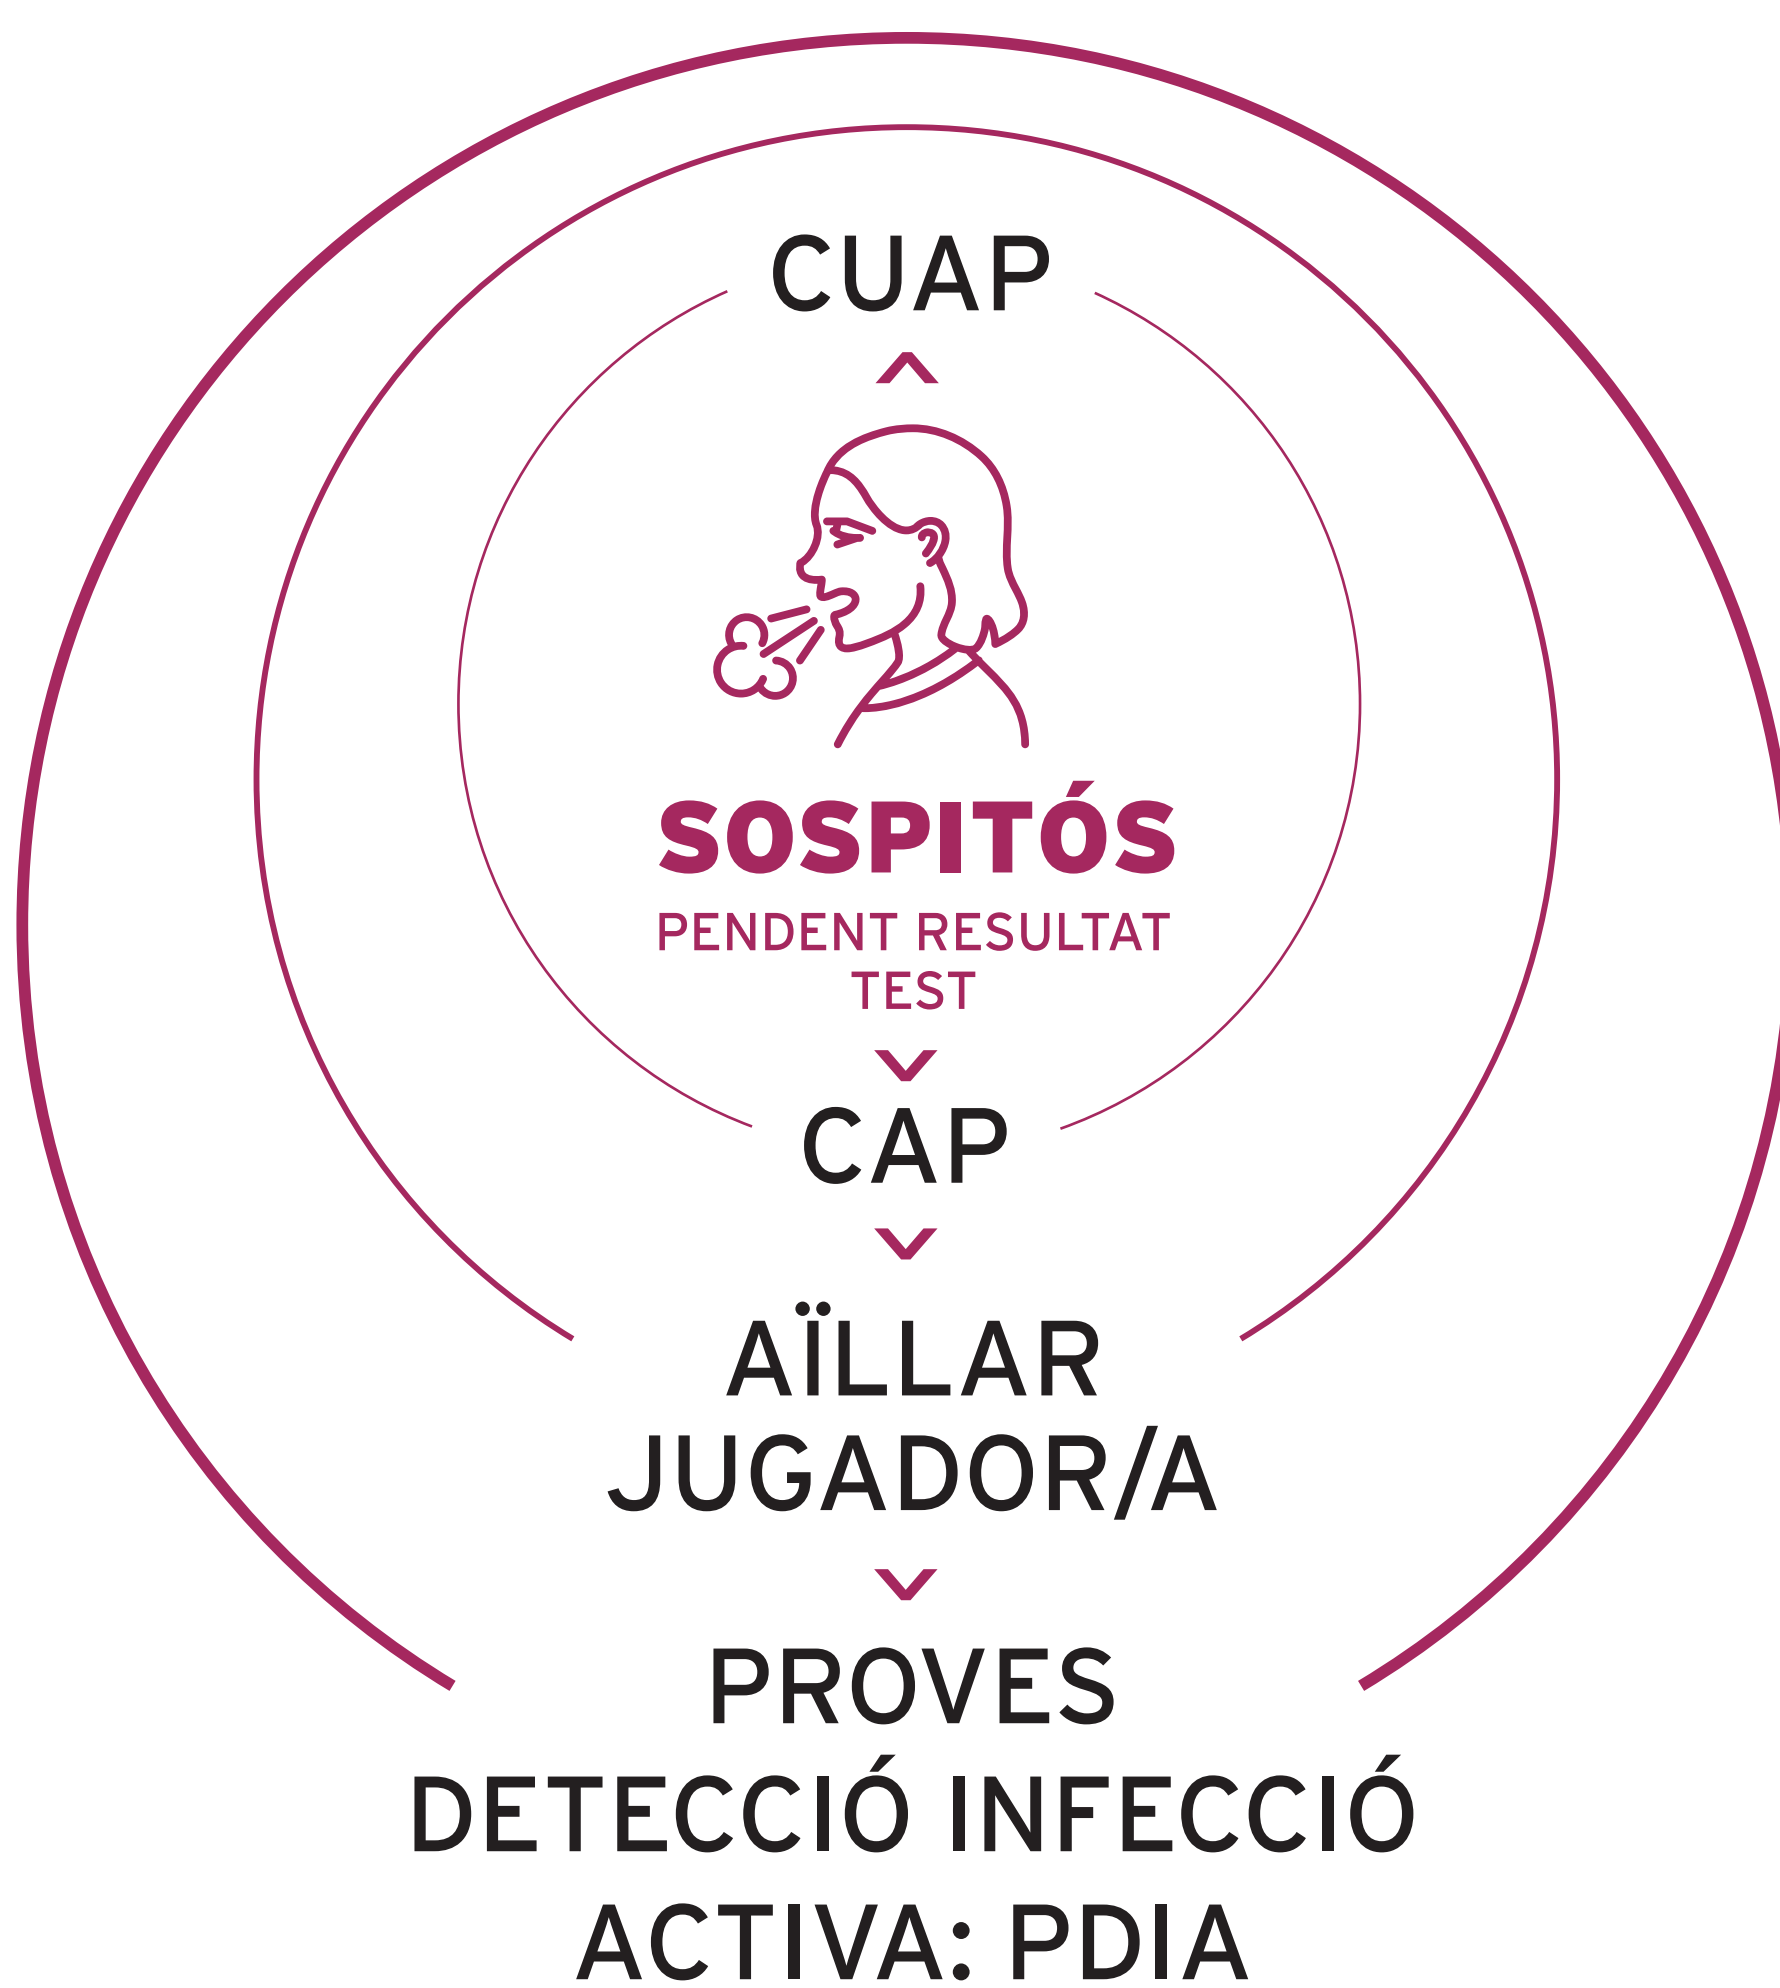 CUAP
SOSPITÓS
PENDENT RESULTAT
TEST
CAP
AÏLLAR
JUGADOR/A
PROVES
DETECCIÓ INFECCIÓ
ACTIVA: PDIA